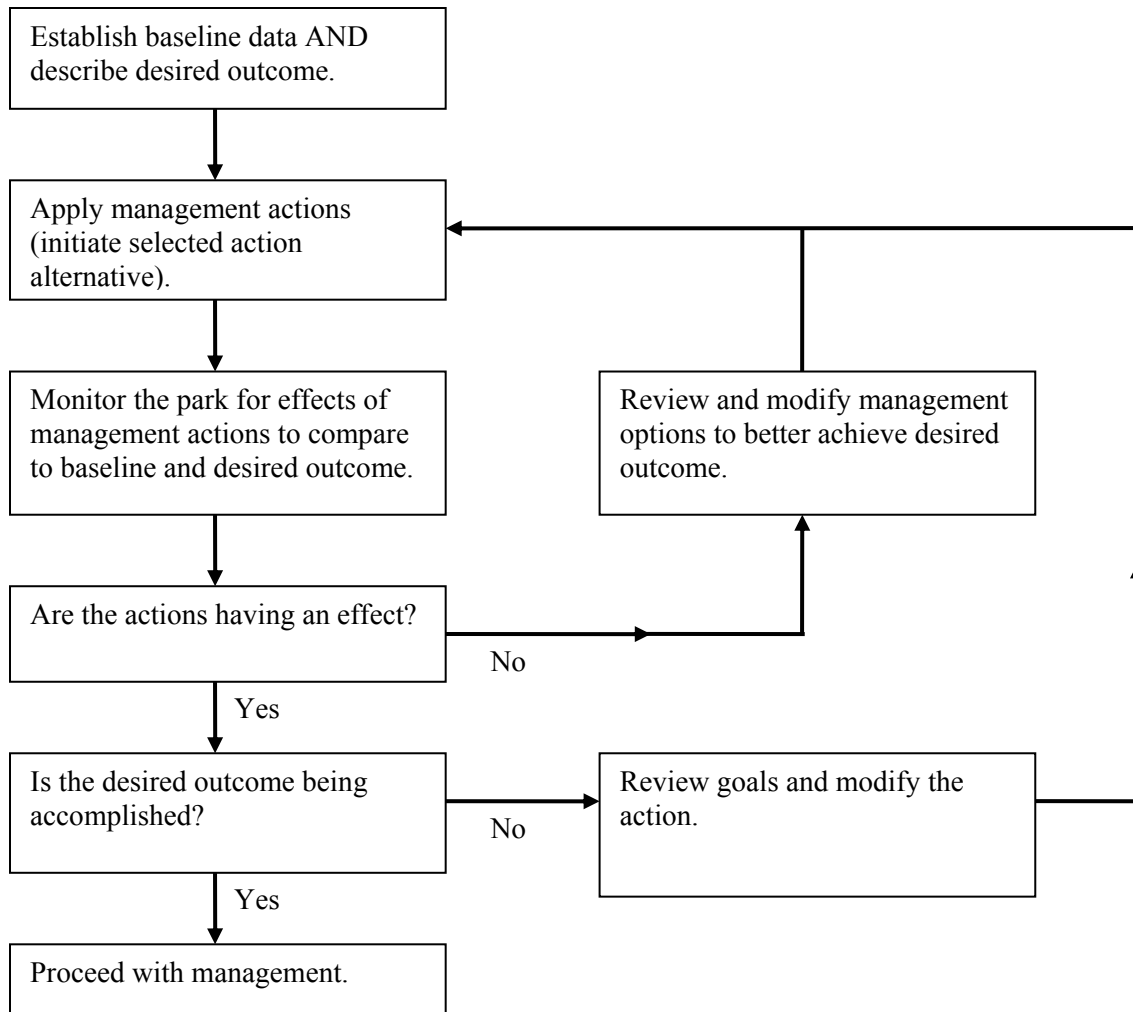 Establish baseline data AND
describe desired outcome.
Apply management actions
(initiate selected action
alternative).
Monitor the park for effects of
management actions to compare
to baseline and desired outcome.
Review and modify management
options to better achieve desired
outcome.
Are the actions having an effect?
No
Yes
Is the desired outcome being
accomplished?
No
Review goals and modify the
action.
Yes
Proceed with management.